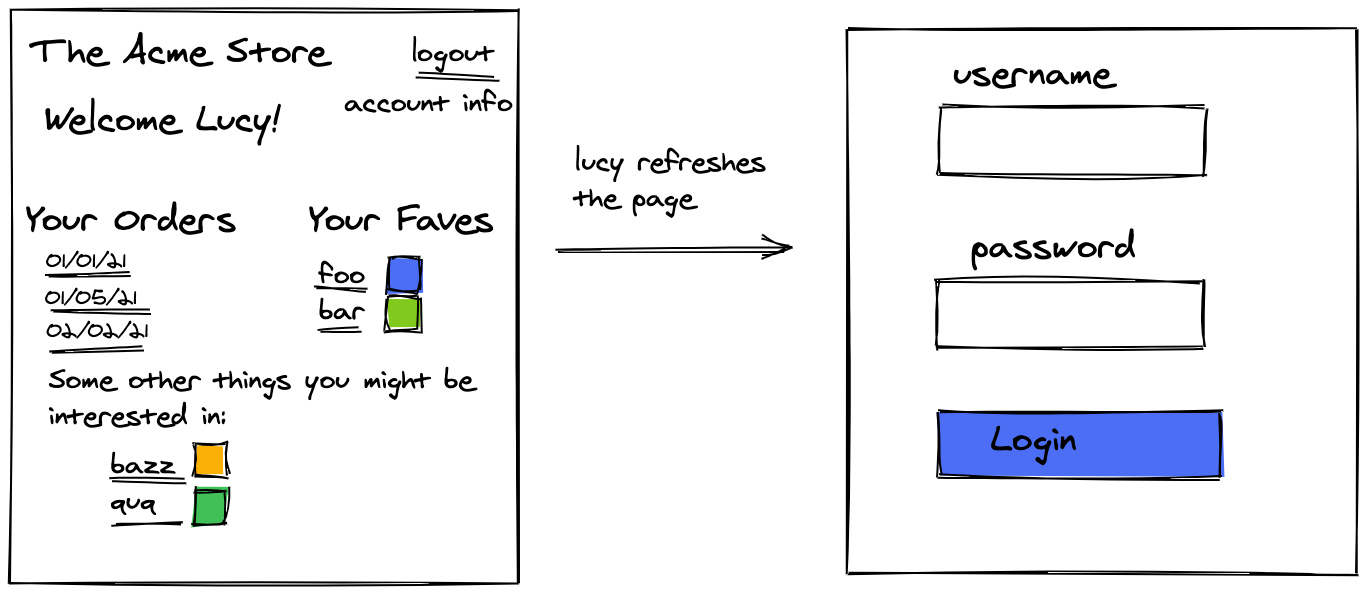 The Acme Store
logout
account info
Welcome Lucy!
Your Orders
01/01/21
01/05/21
02/02/21
Your Faves
foo
bar
Some other things you might be
interested in:
bazz
qua
lucy refreshes
the page
username
password
Login